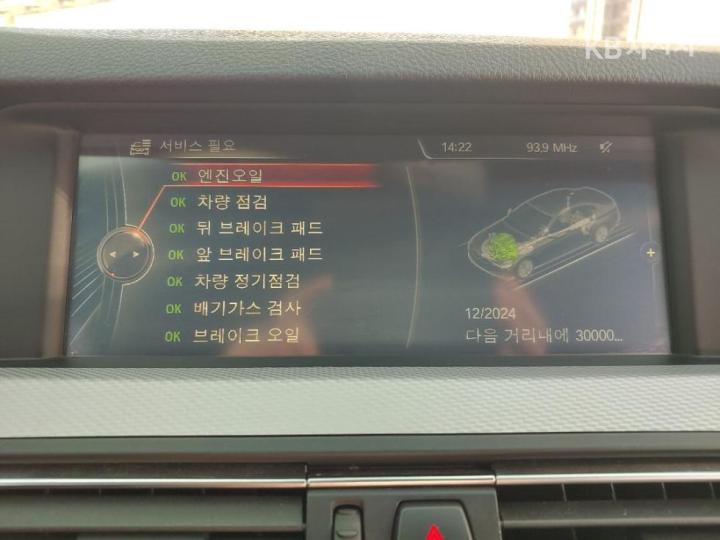 KB차차차
서비스 필요 14:22 93,9 MHz
OK 엔진오일
OK 차량 점검
OK 뒤 브레이크 패드
OK 앞 브레이크 패드
OK 차량 정기점검
OK 배기가스 검사
OK 브레이크 오일
12/2024
다음 거리내에 30000...